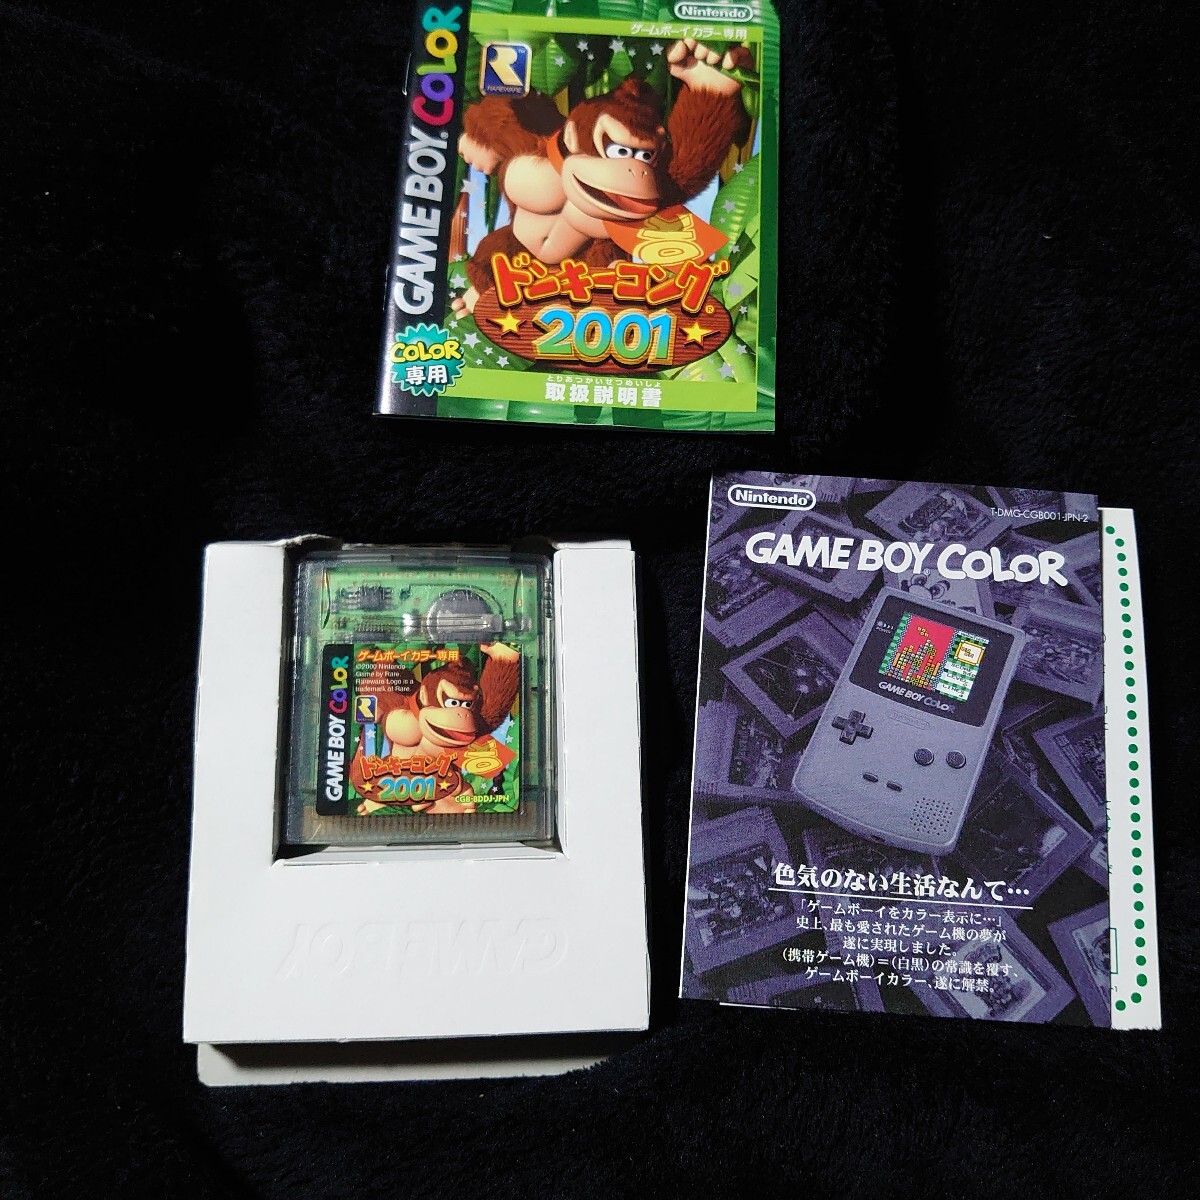 GAME BOY COLOR
Nintendo
ゲームボーイカラー専用
R
RAREWARE
ドンキーコング
2001
COLOR
専用
とりあつかいせつめいしょ
取扱説明書
ゲームボーイカラー専用
©2000 Nintendo
Game by Rare.
Rareware Logo is a
trademark of Rare.
GAME BOY COLOR
R
ドンキーコング
2001
CGB-BDDJ-JPN
GAME BOY
Nintendo
T-DMG-CGB001-JPN-2
GAME BOY COLOR
GAME BOY COLOR
色気のない生活なんて…
「ゲームボーイをカラー表示に…」
史上、最も愛されたゲーム機の夢が
遂に実現しました。
(携帯ゲーム機)=(白黒)の常識を覆す、
ゲームボーイカラー、遂に解禁。